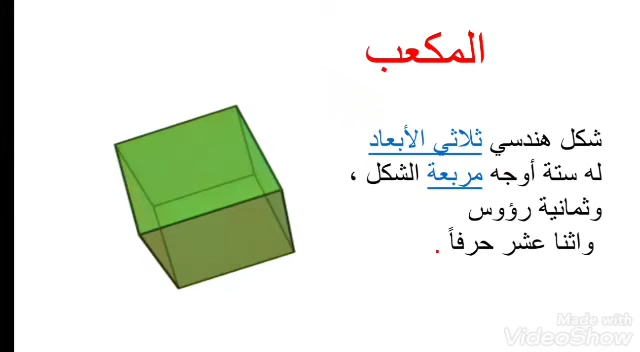 المكعب
شكل هندسي ثلاثي الأبعاد
له ستة أوجه مربعة الشكل ،
وثمانية رؤوس
واثنا عشر حرفاً .
Made with
VideoShow